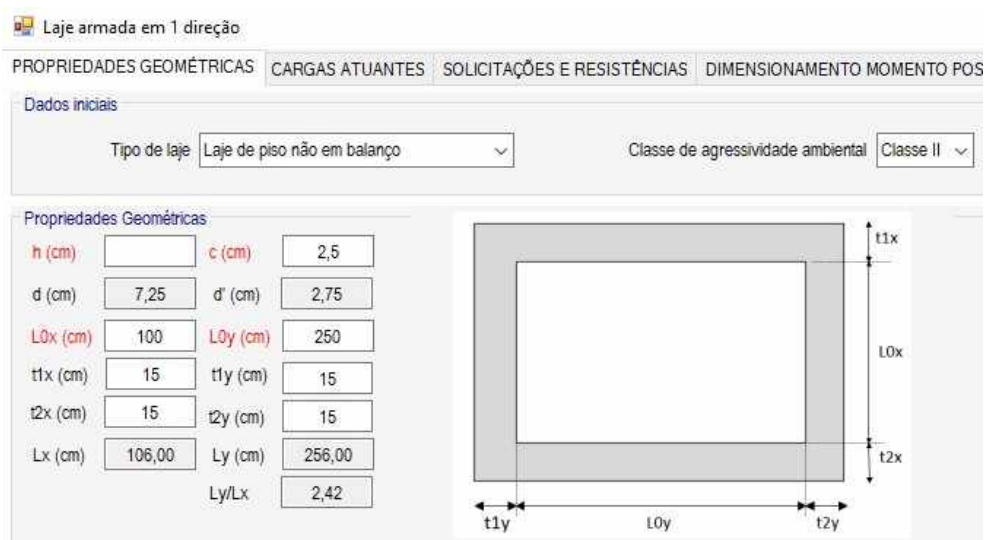 Laje armada em 1 direção
PROPRIEDADES GEOMÉTRICAS CARGAS ATUANTES SOLICITAÇÕES E RESISTÊNCIAS DIMENSIONAMENTO MOMENTO POS
Dados iniciais
Tipo de laje Laje de piso não em balanço Classe de agressividade ambiental Classe II
Propriedades Geométricas
h (cm) c (cm) 2,5
d (cm) 7,25 d' (cm) 2,75
L0x (cm) 100 L0y (cm) 250
t1x (cm) 15 t1y (cm) 15
t2x (cm) 15 t2y (cm) 15
Lx (cm) 106,00 Ly (cm) 256,00
Ly/Lx 2,42
t1x
L0x
t2x
t1y L0y t2y